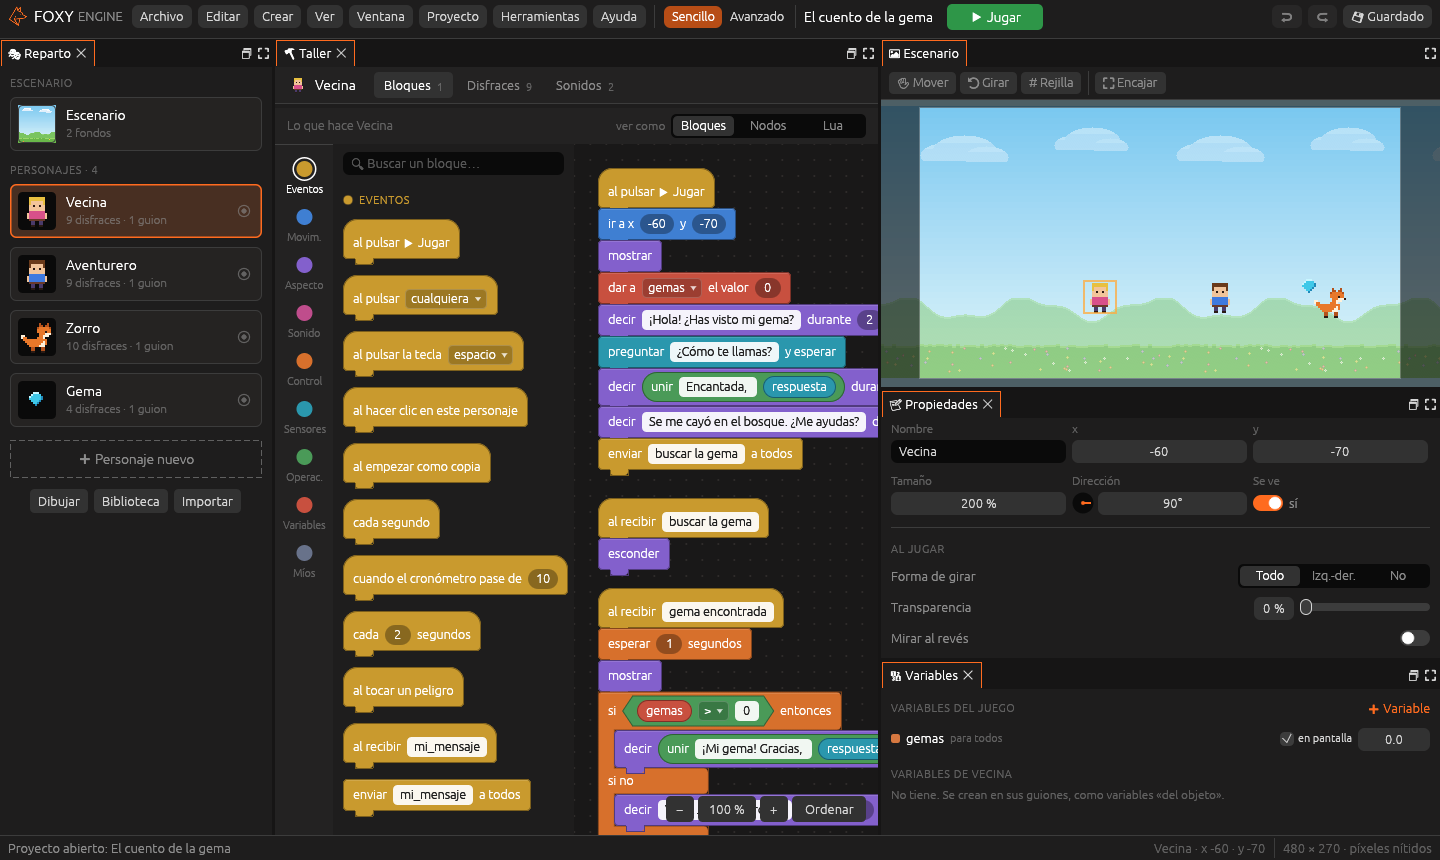 FOXY ENGINE Archivo Editar Crear Ver Ventana Proyecto Herramientas Ayuda Sencillo Avanzado El cuento de la gema Jugar Guardado
Reparto
ESCENARIO
Escenario
2 fondos
PERSONAJES · 4
Vecina
9 disfraces · 1 guion
Aventurero
9 disfraces · 1 guion
Zorro
10 disfraces · 1 guion
Gema
4 disfraces · 1 guion
+ Personaje nuevo
Dibujar Biblioteca Importar
Taller
Vecina Bloques 1 Disfraces 9 Sonidos 2
Lo que hace Vecina ver como Bloques Nodos Lua
Eventos
Movim.
Aspecto
Sonido
Control
Sensores
Operac.
Variables
Míos
Buscar un bloque…
EVENTOS
al pulsar ▶ Jugar
al pulsar cualquiera
al pulsar la tecla espacio
al hacer clic en este personaje
al empezar como copia
cada segundo
cuando el cronómetro pase de 10
cada 2 segundos
al tocar un peligro
al recibir mi_mensaje
enviar mi_mensaje a todos
al pulsar ▶ Jugar
ir a x -60 y -70
mostrar
dar a gemas el valor 0
decir ¡Hola! ¿Has visto mi gema? durante 2
preguntar ¿Cómo te llamas? y esperar
decir unir Encantada, respuesta
decir Se me cayó en el bosque. ¿Me ayudas?
enviar buscar la gema a todos
al recibir buscar la gema
esconder
al recibir gema encontrada
esperar 1 segundos
mostrar
si gemas > 0 entonces
decir unir ¡Mi gema! Gracias, respuesta
si no
decir
− 100 % + Ordenar
Escenario
Mover Girar # Rejilla Encajar
Propiedades
Nombre x y
Vecina -60 -70
Tamaño Dirección Se ve
200 % 90° sí
AL JUGAR
Forma de girar Todo Izq.-der. No
Transparencia 0 %
Mirar al revés
Variables
VARIABLES DEL JUEGO + Variable
gemas para todos en pantalla 0.0
VARIABLES DE VECINA
No tiene. Se crean en sus guiones, como variables «del objeto».
Proyecto abierto: El cuento de la gema Vecina · x -60 · y -70 480 × 270 · píxeles nítidos